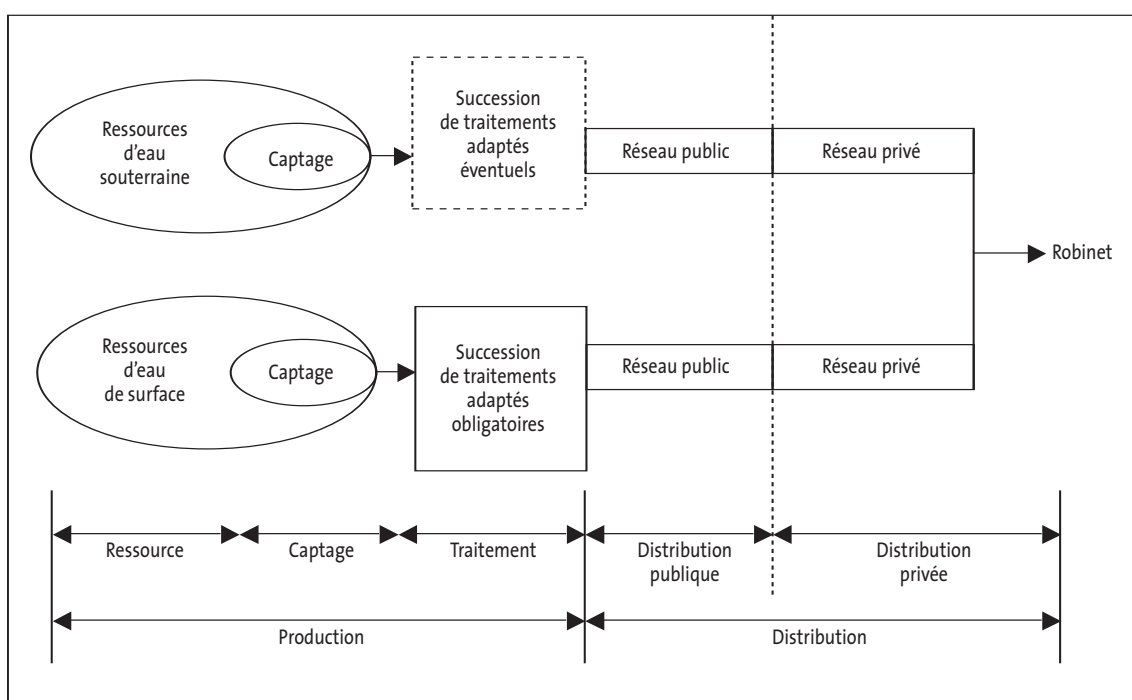 Ressources
d'eau
souterraine
Captage
Succession
de traitements
adaptés
éventuels
Réseau public
Réseau privé
Robinet
Ressources
d'eau
de surface
Captage
Succession
de traitements
adaptés
obligatoires
Réseau public
Réseau privé
Ressource
Captage
Traitement
Distribution
publique
Distribution
privée
Production
Distribution